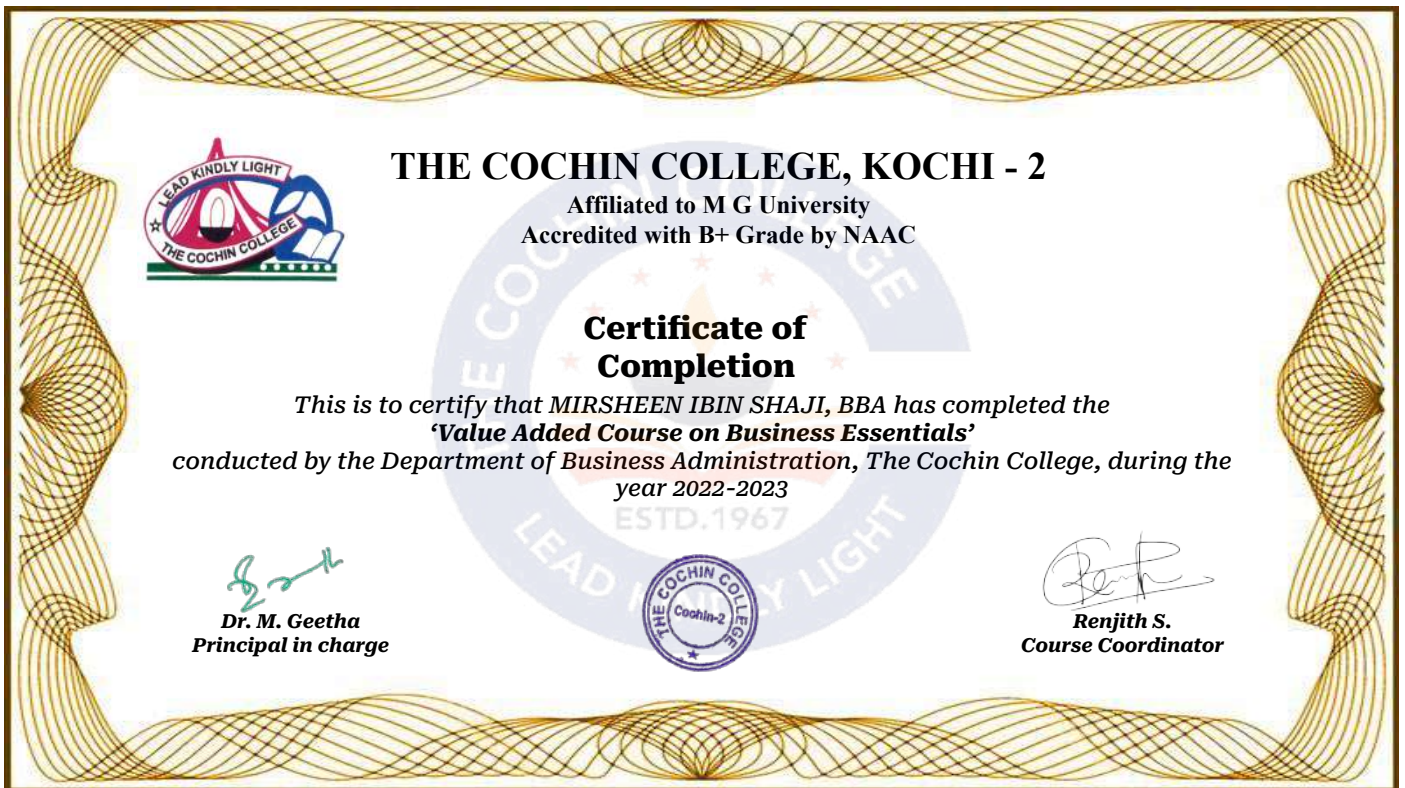 LEAD KINDLY LIGHT
THE COCHIN COLLEGE
THE COCHIN COLLEGE, KOCHI - 2
Affiliated to M G University
Accredited with B+ Grade by NAAC
THE COCHIN COLLEGE
Certificate of
Completion
This is to certify that MIRSHEEN IBIN SHAJI, BBA has completed the
‘Value Added Course on Business Essentials’
conducted by the Department of Business Administration, The Cochin College, during the
year 2022-2023
ESTD.1967
LEAD KINDLY LIGHT
Dr. M. Geetha
Principal in charge
THE COCHIN COLLEGE
Cochin-2
Renjith S.
Course Coordinator